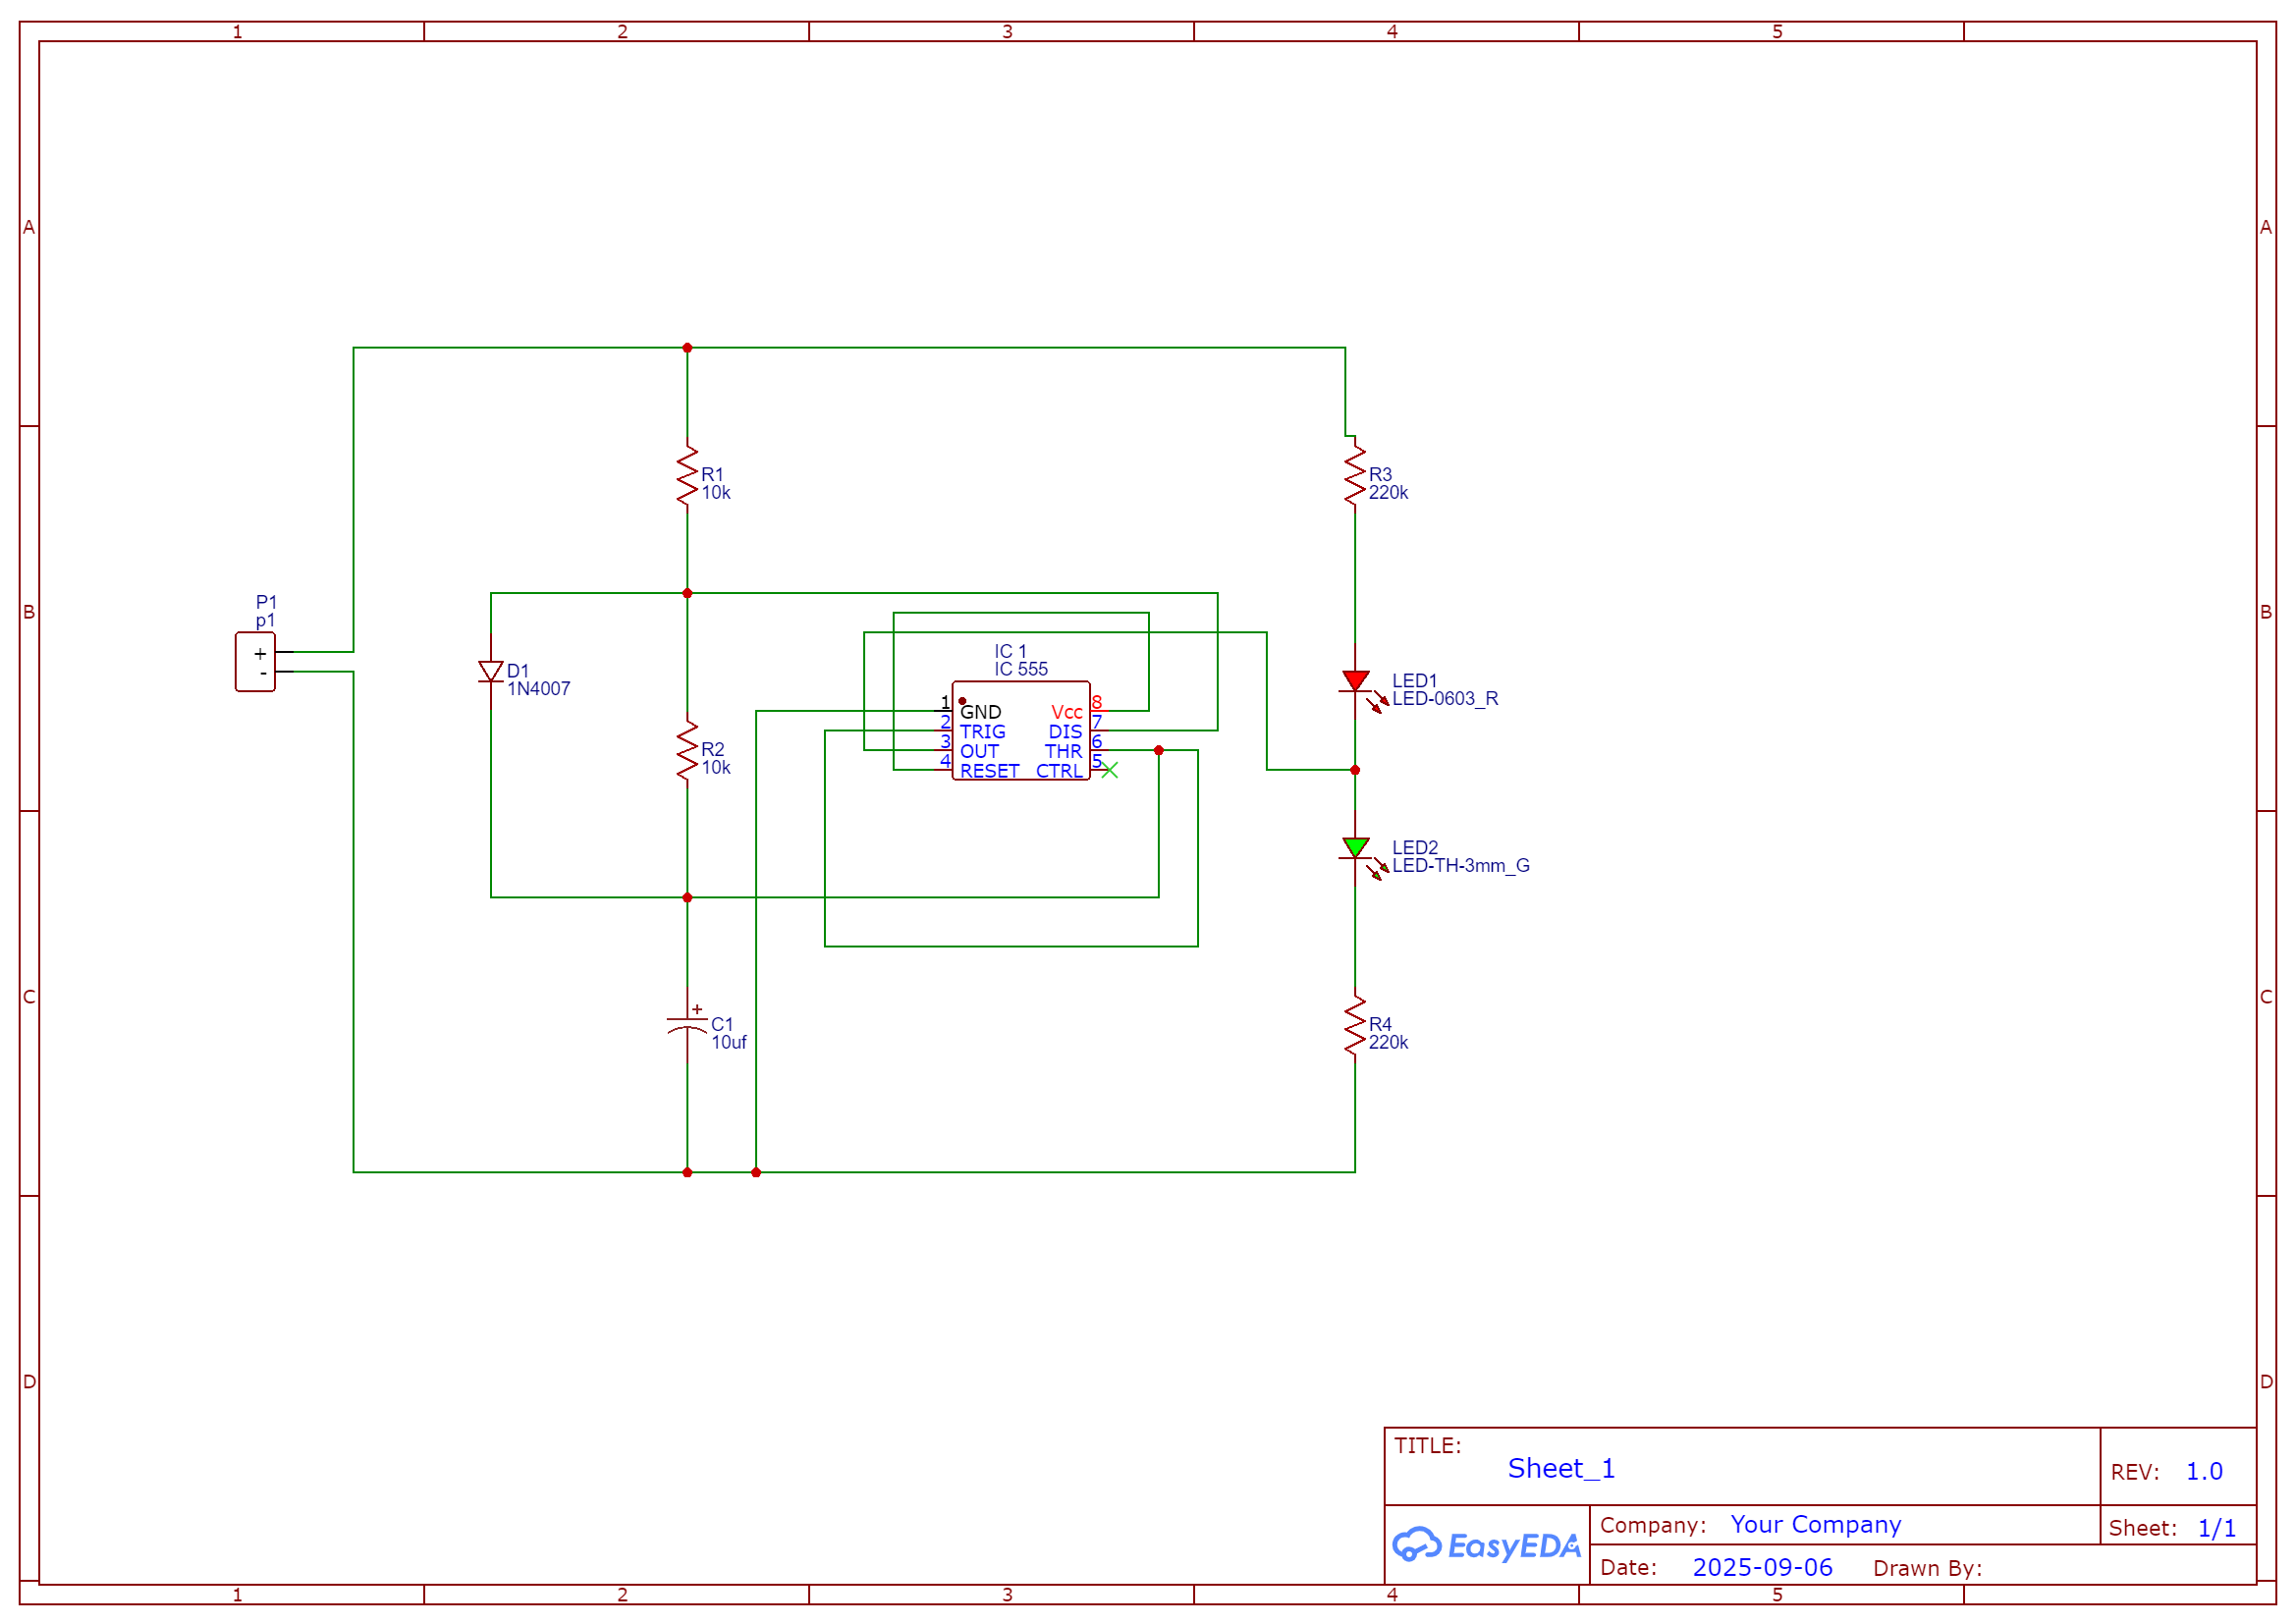 1 2 3 4 5
A A
R1
10k
R3
220k
P1
p1
B B
+
-
IC 1
IC 555
D1
1N4007
LED1
LED-0603_R
1 GND Vcc 8
2 TRIG DIS 7
3 OUT THR 6
4 RESET CTRL 5
R2
10k
LED2
LED-TH-3mm_G
C C
+
C1
10uf
R4
220k
D D
TITLE:
Sheet_1
REV: 1.0
EasyEDA
Company: Your Company
Sheet: 1/1
Date: 2025-09-06 Drawn By:
1 2 3 4 5